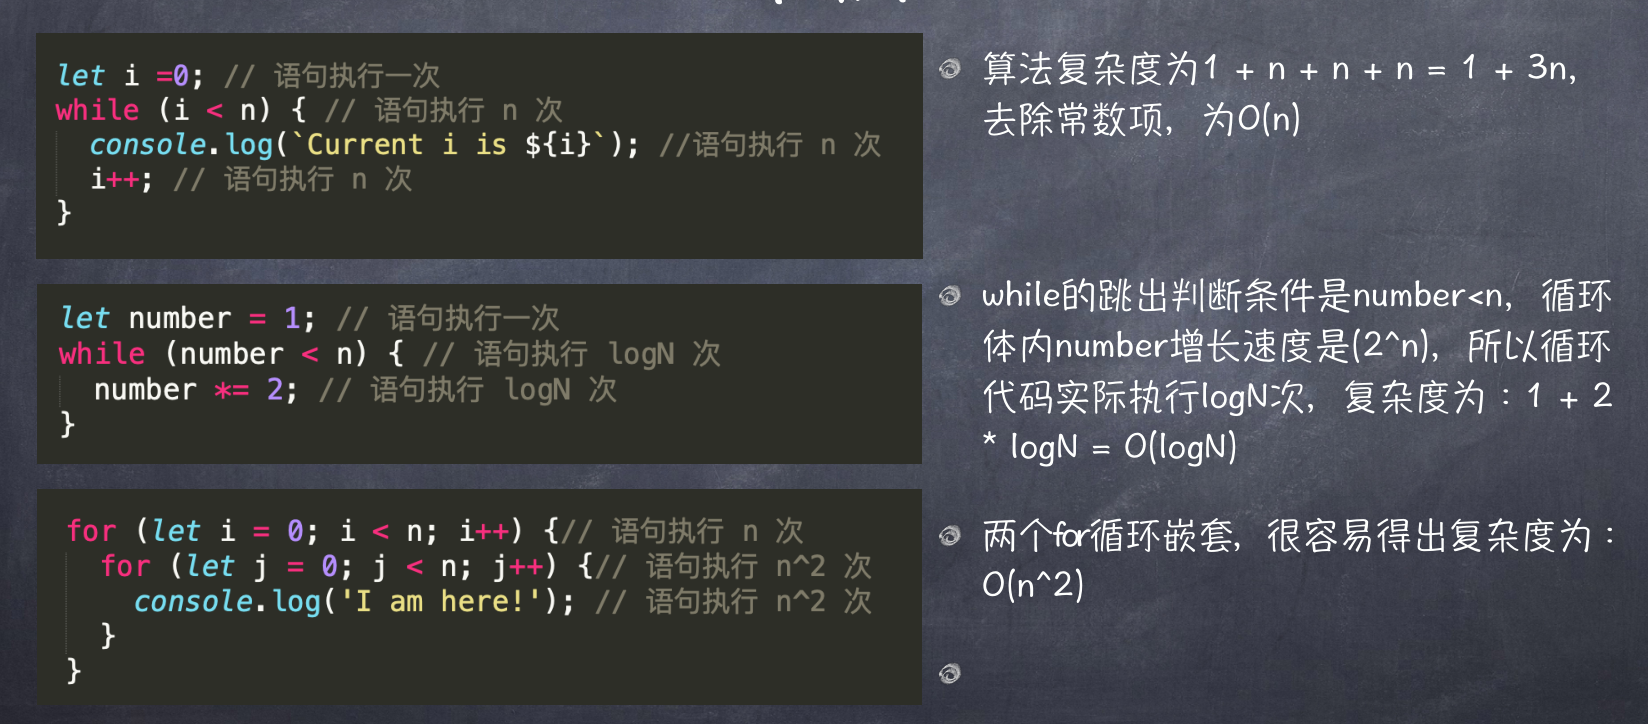 let i =0; // 语句执行一次
while (i < n) { // 语句执行 n 次
console.log(`Current i is ${i}`); //语句执行 n 次
i++; // 语句执行 n 次
}
算法复杂度为1 + n + n + n = 1 + 3n，
去除常数项，为O(n)
let number = 1; // 语句执行一次
while (number < n) { // 语句执行 logN 次
number *= 2; // 语句执行 logN 次
}
while的跳出判断条件是number<n，循环
体内number增长速度是(2^n)，所以循环
代码实际执行logN次，复杂度为：1 + 2
* logN = O(logN)
for (let i = 0; i < n; i++) {// 语句执行 n 次
for (let j = 0; j < n; j++) {// 语句执行 n^2 次
console.log('I am here!'); // 语句执行 n^2 次
}
}
两个for循环嵌套，很容易得出复杂度为：
O(n^2)